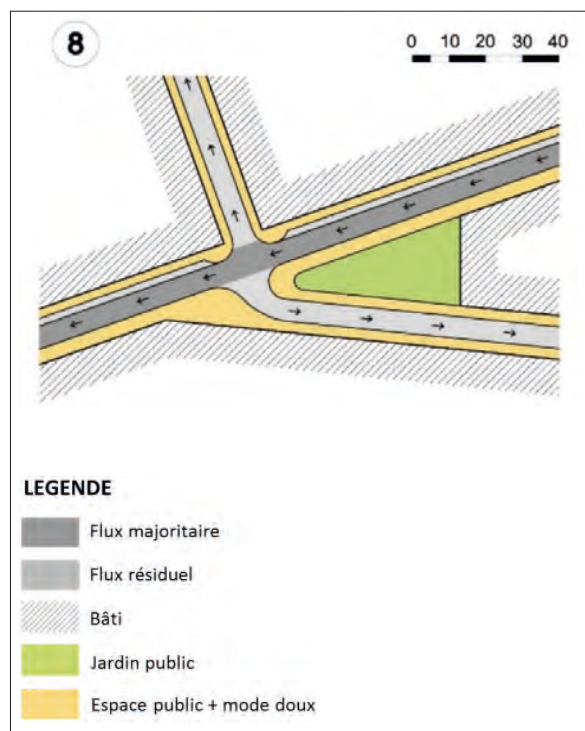 8
0 10 20 30 40
LEGENDE
Flux majoritaire
Flux résiduel
Bâti
Jardin public
Espace public + mode doux